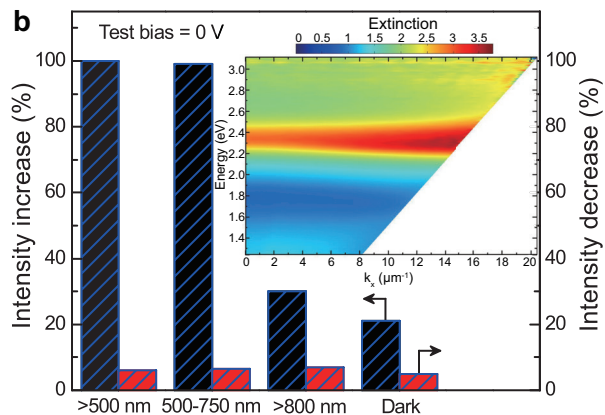 b
Test bias = 0 V
Extinction
0 0.5 1 1.5 2 2.5 3 3.5
Intensity increase (%)
100
80
60
40
20
0
Energy (eV)
3.0
2.8
2.6
2.4
2.2
2.0
1.8
1.6
1.4
0 2 4 6 8 10 12 14 16 18 20
kx (μm-1)
Intensity decrease (%)
100
80
60
40
20
0
>500 nm 500-750 nm >800 nm Dark